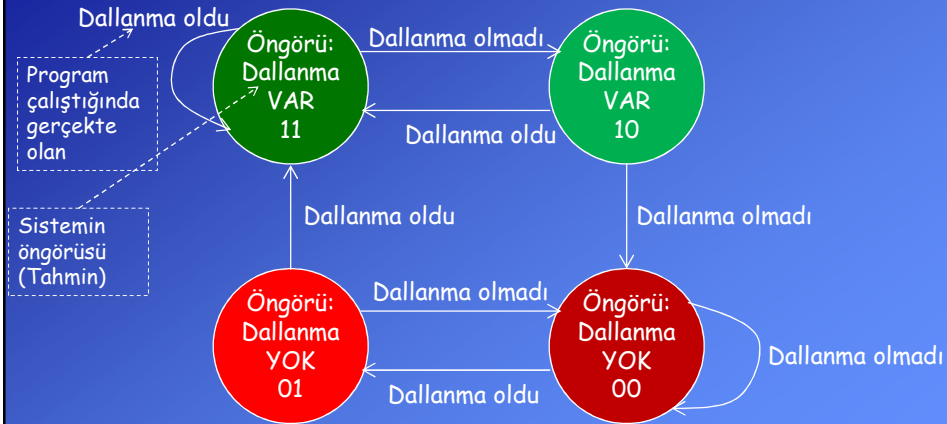 Dallanma oldu
Program
çalıştığında
gerçekte
olan
Sistemin
öngörüsü
(Tahmin)
Öngörü:
Dallanma
VAR
11
Dallanma olmadı
Dallanma oldu
Öngörü:
Dallanma
VAR
10
Dallanma oldu
Dallanma olmadı
Öngörü:
Dallanma
YOK
01
Dallanma olmadı
Dallanma oldu
Öngörü:
Dallanma
YOK
00
Dallanma olmadı